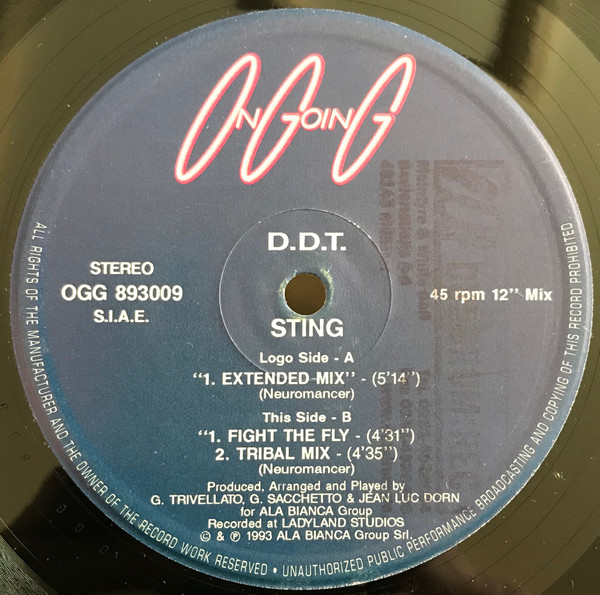 ON GOING
D.D.T.
STEREO
OGG 893009
S.I.A.E.
45 rpm 12" Mix
STING
Logo Side - A
"1. EXTENDED MIX" - (5'14")
(Neuromancer)
This Side - B
"1. FIGHT THE FLY - (4'31")
2. TRIBAL MIX - (4'35")
(Neuromancer)
Produced, Arranged and Played by
G. TRIVELLATO, G. SACCHETTO & JEAN LUC DORN
for ALA BIANCA Group
Recorded at LADYLAND STUDIOS
© & ℗ 1993 ALA BIANCA Group Srl.
ALL RIGHTS OF THE MANUFACTURER AND THE OWNER OF THE RECORD WORK RESERVED • UNAUTHORIZED PUBLIC PERFORMANCE BROADCASTING AND COPYING OF THIS RECORD PROHIBITED